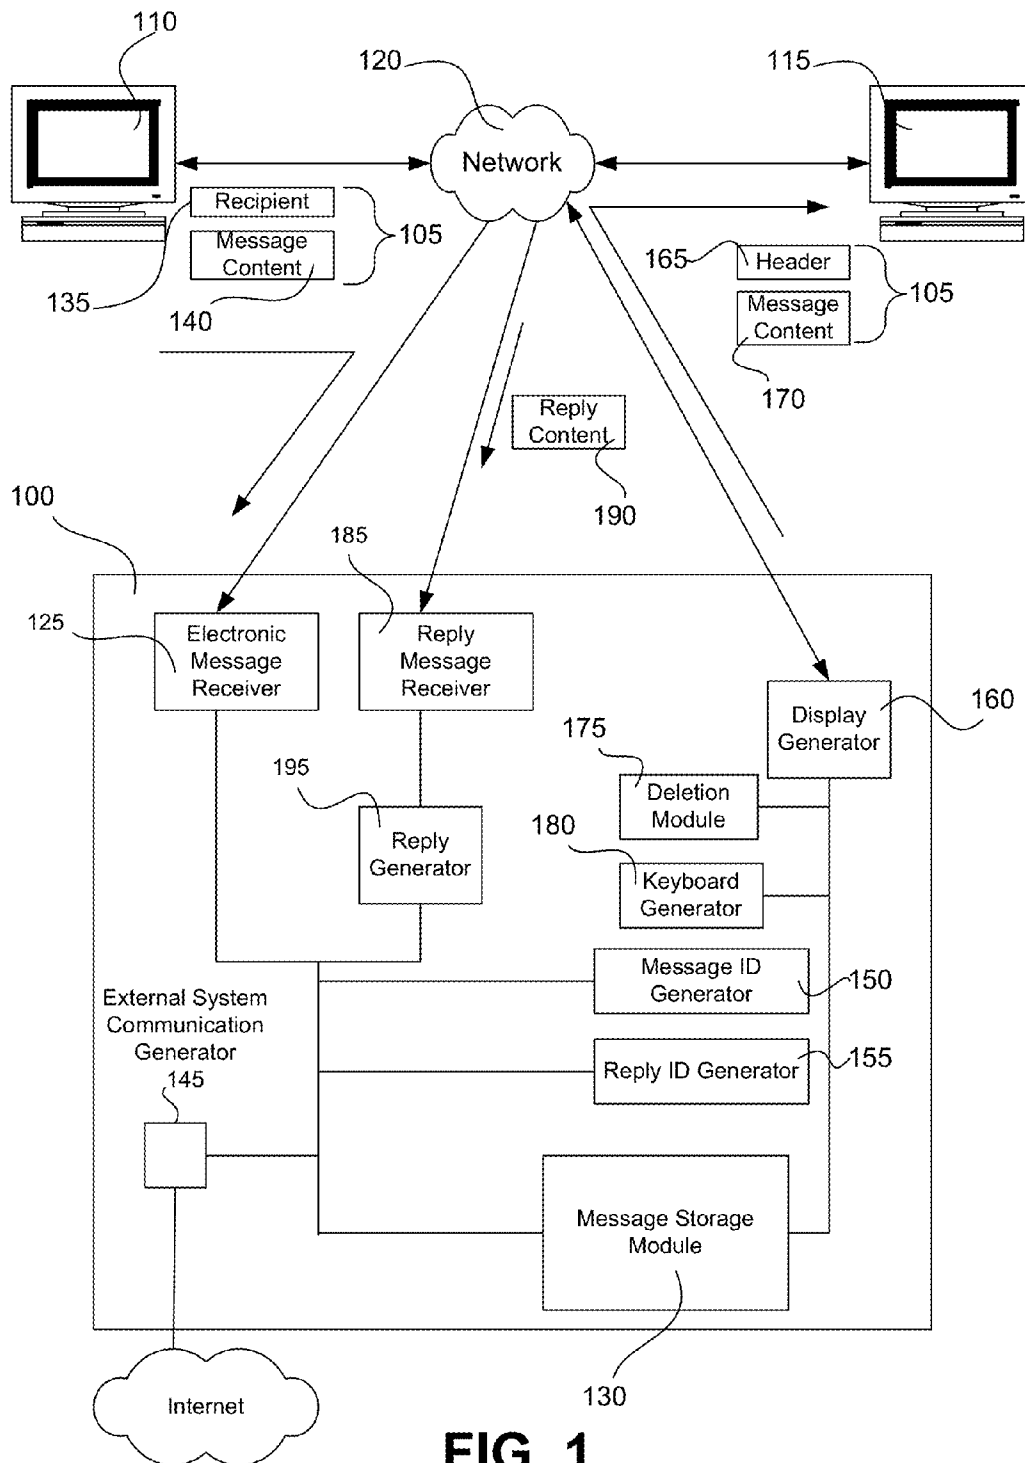 110
120
115
Network
Recipient
Message
Content
105
135
140
165
Header
Message
Content
105
170
Reply
Content
190
100
185
125
Electronic
Message
Receiver
Reply
Message
Receiver
160
Display
Generator
175
Deletion
Module
195
Reply
Generator
180
Keyboard
Generator
Message ID
Generator
150
External System
Communication
Generator
145
Reply ID Generator
155
Message Storage
Module
130
Internet
FIG. 1